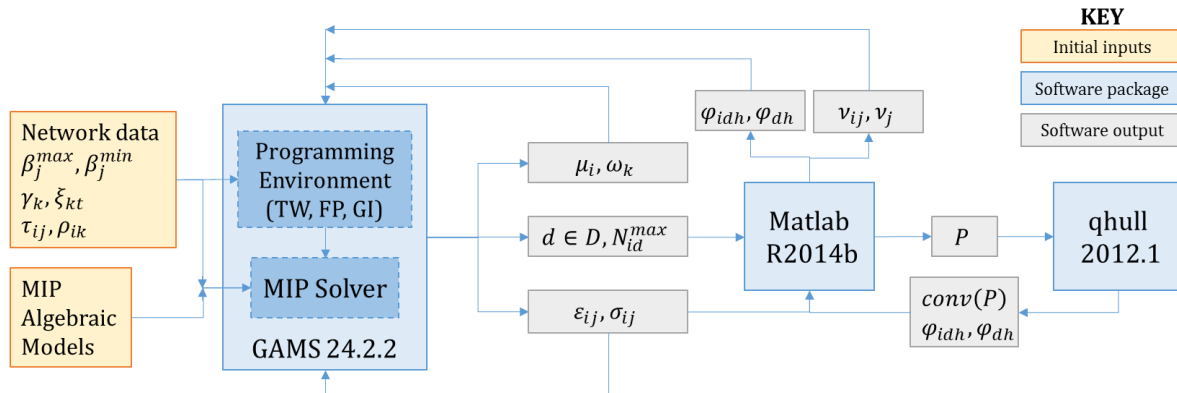 KEY
Initial inputs
Software package
Software output
Network data
β_j^max, β_j^min
γ_k, ξ_kt
τ_ij, ρ_ik
MIP
Algebraic
Models
Programming
Environment
(TW, FP, GI)
MIP Solver
GAMS 24.2.2
μ_i, ω_k
d ∈ D, N_id^max
ε_ij, σ_ij
φ_idh, φ_dh
ν_ij, ν_j
Matlab
R2014b
P
qhull
2012.1
conv(P)
φ_idh, φ_dh